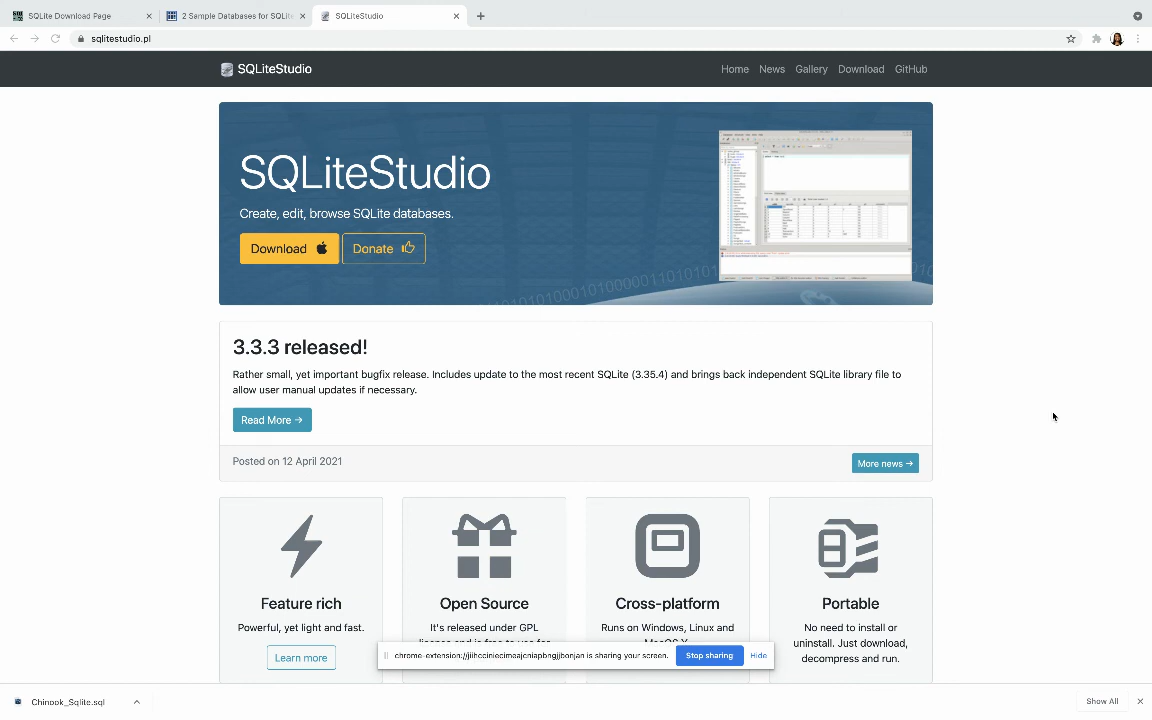 SQLite Download Page
2 Sample Databases for SQLite
SQLiteStudio
sqlitestudio.pl
SQLiteStudio
Home News Gallery Download GitHub
SQLiteStudio
Create, edit, browse SQLite databases.
Download Donate
3.3.3 released!
Rather small, yet important bugfix release. Includes update to the most recent SQLite (3.35.4) and brings back independent SQLite library file to
allow user manual updates if necessary.
Read More →
Posted on 12 April 2021
More news →
Feature rich
Powerful, yet light and fast.
Learn more
Open Source
It's released under GPL
Cross-platform
Runs on Windows, Linux and
Portable
No need to install or
uninstall. Just download,
decompress and run.
chrome-extension://jiihcciniecimeajcniapbngjjbonjan is sharing your screen.
Stop sharing
Hide
Chinook_Sqlite.sql
Show All